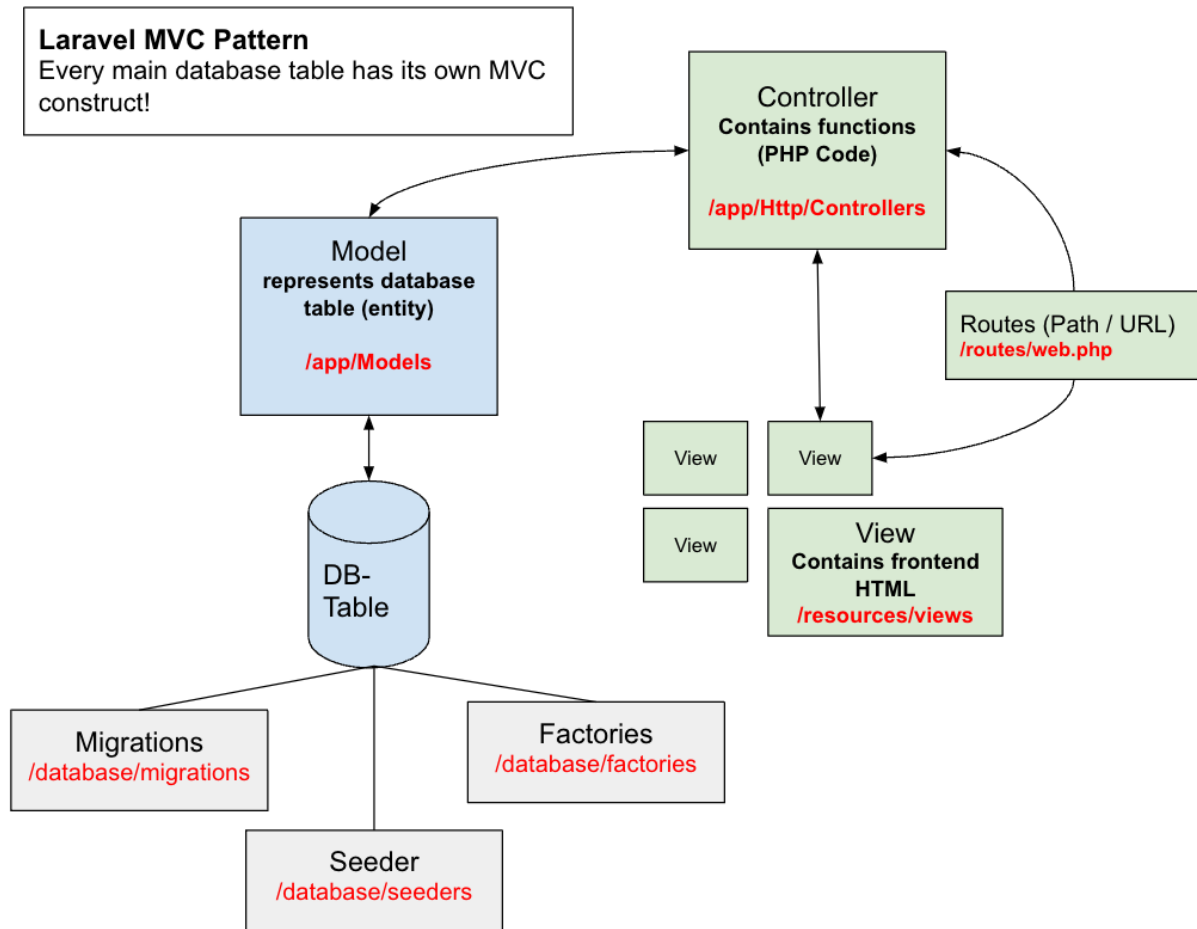 Laravel MVC Pattern
Every main database table has its own MVC
construct!
Controller
Contains functions
(PHP Code)
/app/Http/Controllers
Model
represents database
table (entity)
/app/Models
Routes (Path / URL)
/routes/web.php
View
View
View
View
Contains frontend
HTML
/resources/views
DB-
Table
Migrations
/database/migrations
Factories
/database/factories
Seeder
/database/seeders